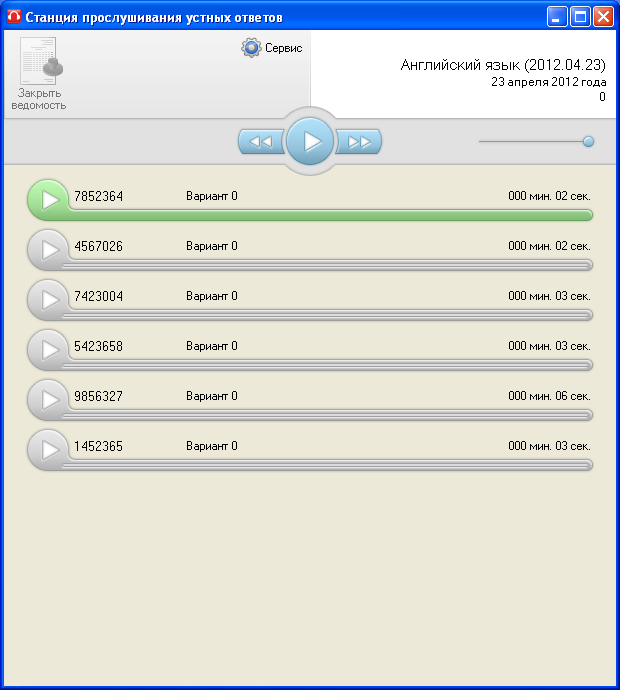 Станция прослушивания устных ответов
Закрыть
ведомость
Сервис
Английский язык (2012.04.23)
23 апреля 2012 года
0
7852364 Вариант 0 000 мин. 02 сек.
4567026 Вариант 0 000 мин. 02 сек.
7423004 Вариант 0 000 мин. 03 сек.
5423658 Вариант 0 000 мин. 03 сек.
9856327 Вариант 0 000 мин. 06 сек.
1452365 Вариант 0 000 мин. 03 сек.